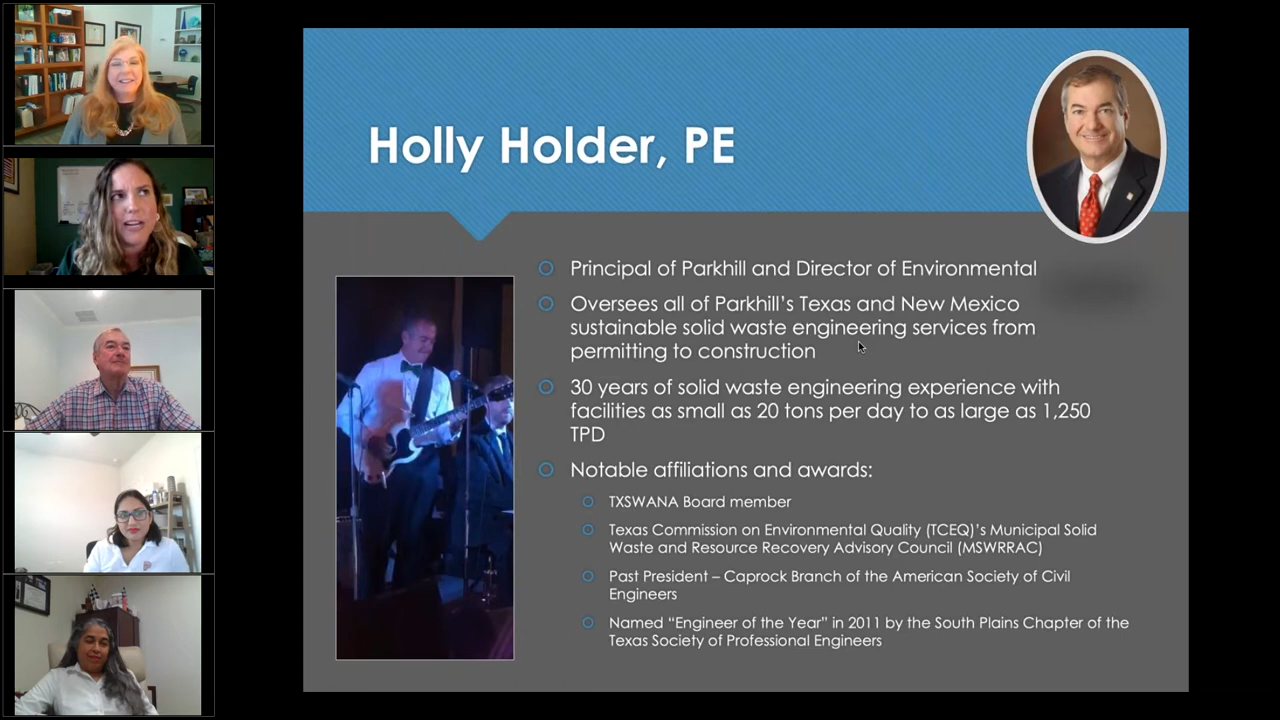 Holly Holder, PE
Principal of Parkhill and Director of Environmental
Oversees all of Parkhill's Texas and New Mexico
sustainable solid waste engineering services from
permitting to construction
30 years of solid waste engineering experience with
facilities as small as 20 tons per day to as large as 1,250
TPD
Notable affiliations and awards:
TXSWANA Board member
Texas Commission on Environmental Quality (TCEQ)'s Municipal Solid
Waste and Resource Recovery Advisory Council (MSWRRAC)
Past President – Caprock Branch of the American Society of Civil
Engineers
Named “Engineer of the Year” in 2011 by the South Plains Chapter of the
Texas Society of Professional Engineers